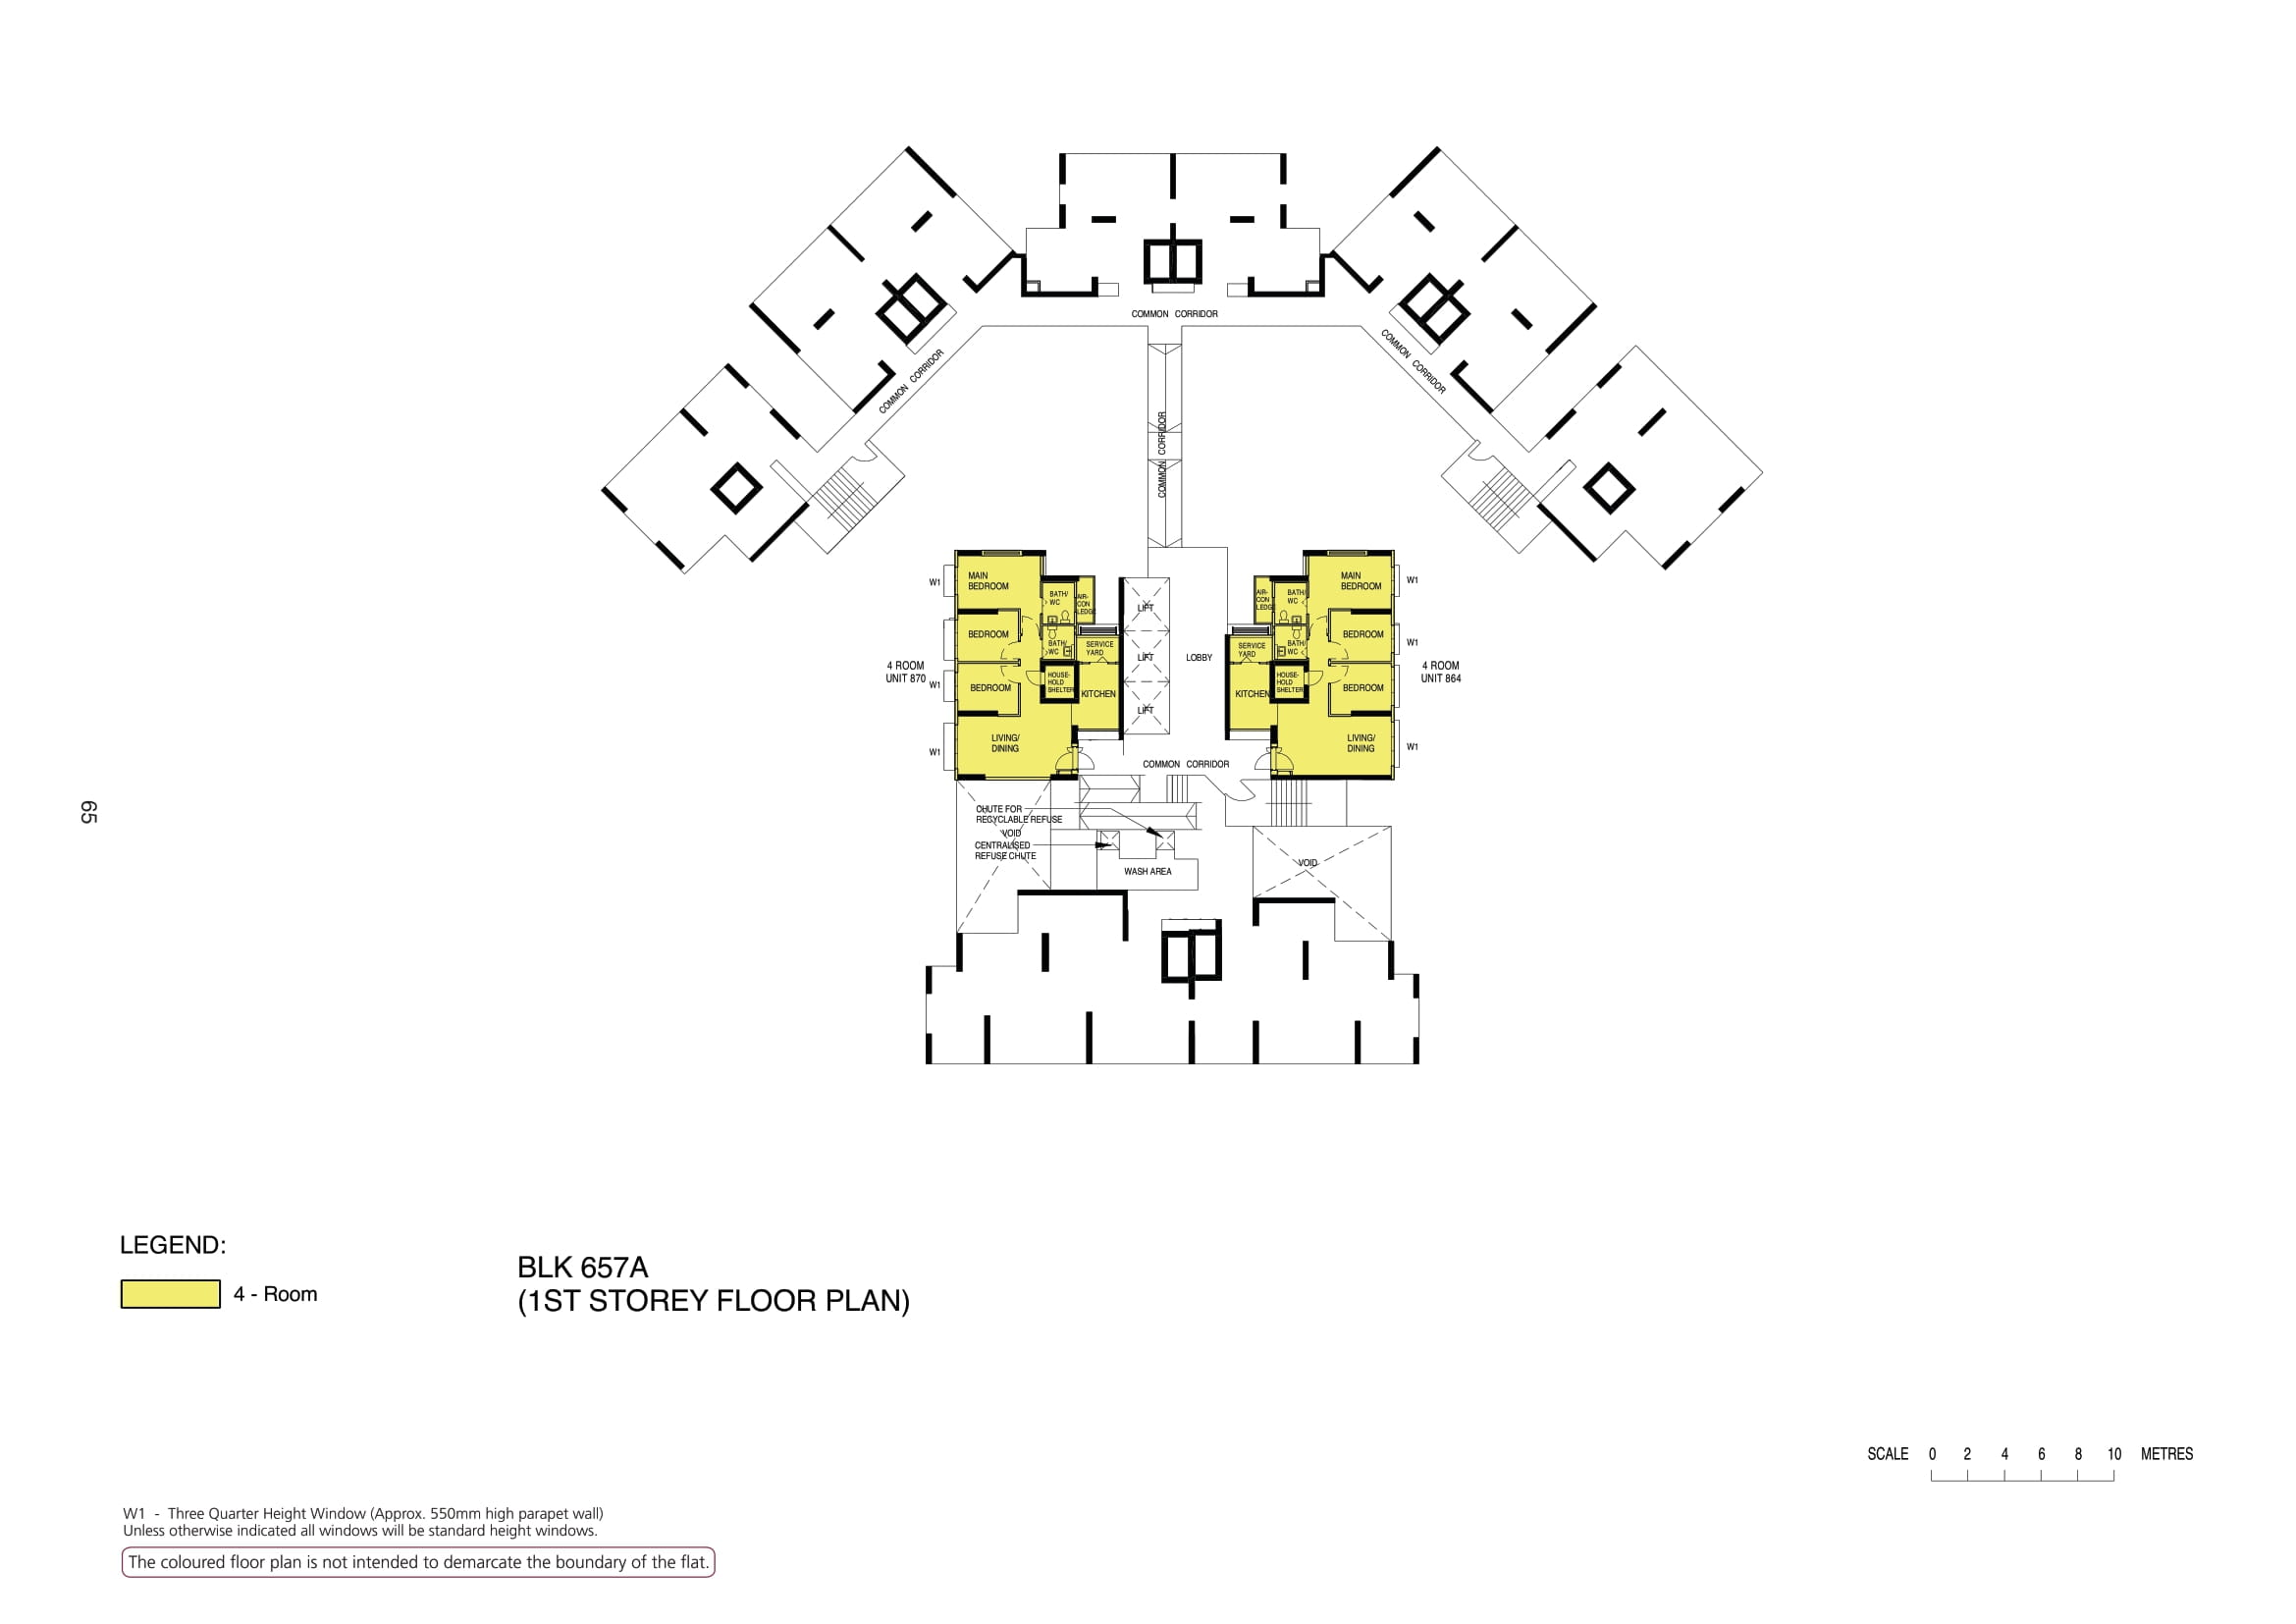 COMMON CORRIDOR
COMMON CORRIDOR
COMMON CORRIDOR
COMMON CORRIDOR
COMMON
W1
MAIN
BEDROOM
BATH/
WC
AIR-
CON
LEDGE
BEDROOM
BATH/
WC
SERVICE
YARD
4 ROOM
UNIT 870
W1
BEDROOM
HOUSE-
HOLD
SHELTER
KITCHEN
W1
LIVING/
DINING
LIFT
LIFT
LIFT
LOBBY
AIR-
CON
LEDGE
BATH/
WC
MAIN
BEDROOM
W1
SERVICE
YARD
BATH/
WC
BEDROOM
W1
4 ROOM
UNIT 864
KITCHEN
HOUSE-
HOLD
SHELTER
BEDROOM
LIVING/
DINING
W1
COMMON CORRIDOR
CHUTE FOR
RECYCLABLE REFUSE
VOID
CENTRALISED
REFUSE CHUTE
WASH AREA
VOID
65
LEGEND:
4 - Room
BLK 657A
(1ST STOREY FLOOR PLAN)
SCALE 0 2 4 6 8 10 METRES
W1 - Three Quarter Height Window (Approx. 550mm high parapet wall)
Unless otherwise indicated all windows will be standard height windows.
The coloured floor plan is not intended to demarcate the boundary of the flat.